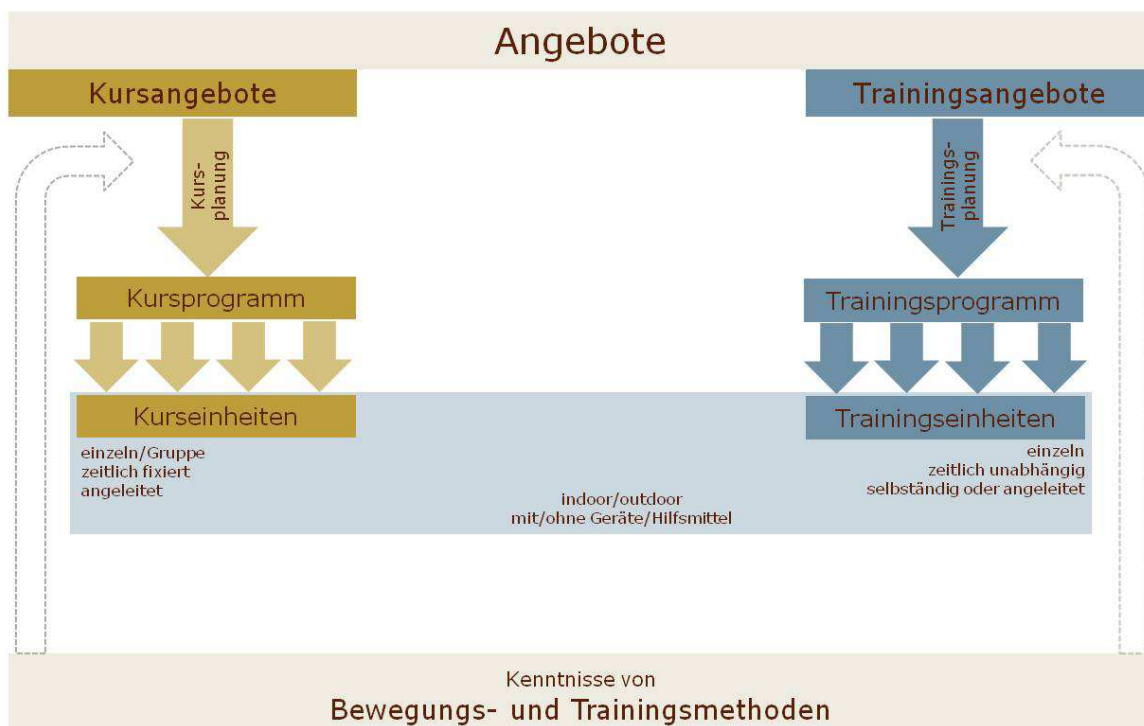 Angebote
Kursangebote
Trainingsangebote
Kurs-
planung
Trainings-
planung
Kursprogramm
Trainingsprogramm
Kurseinheiten
Trainingseinheiten
einzeln/Gruppe
zeitlich fixiert
angeleitet
einzeln
zeitlich unabhängig
selbständig oder angeleitet
indoor/outdoor
mit/ohne Geräte/Hilfsmittel
Kenntnisse von
Bewegungs- und Trainingsmethoden